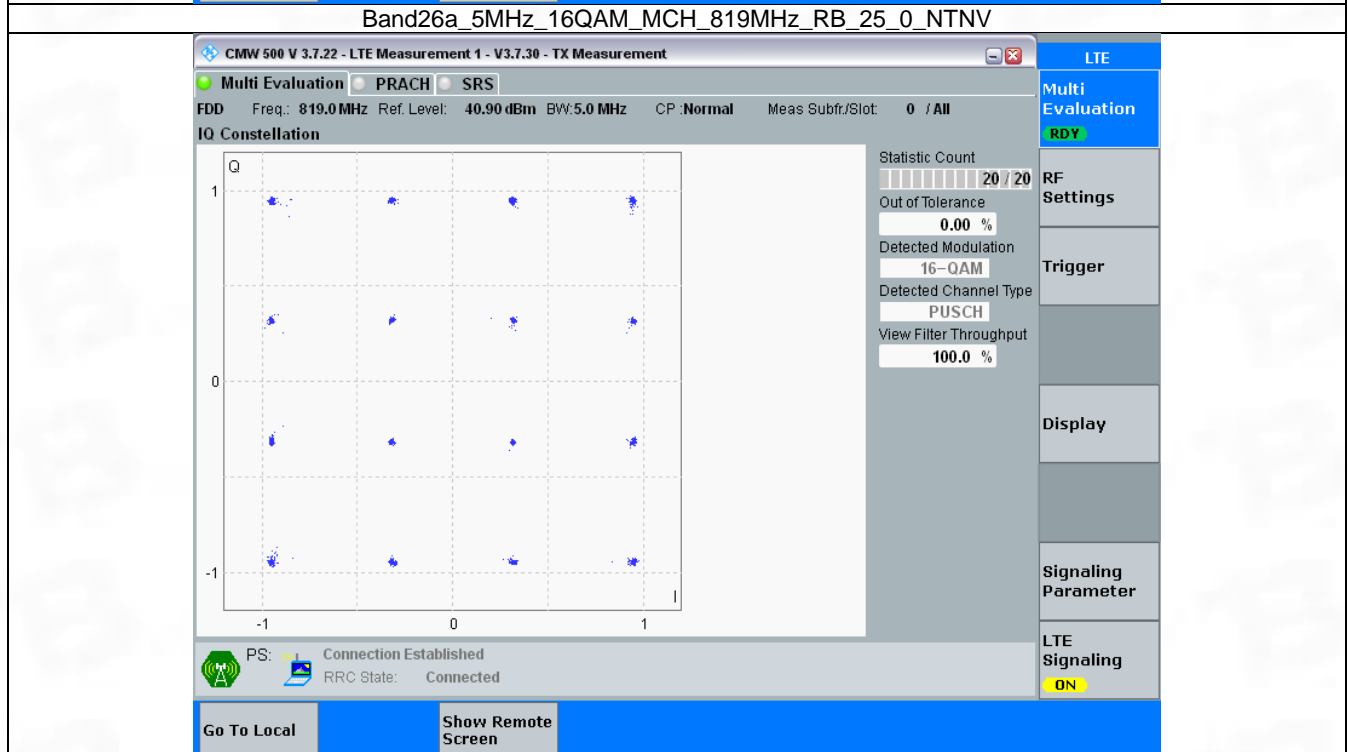 Band26a_5MHz_16QAM_MCH_819MHz_RB_25_0_NTNV
CMW 500 V 3.7.22 - LTE Measurement 1 - V3.7.30 - TX Measurement
LTE
Multi Evaluation PRACH SRS
Multi
Evaluation
RDY
FDD Freq.: 819.0 MHz Ref. Level: 40.90 dBm BW:5.0 MHz CP :Normal Meas Subfr./Slot: 0 / All
IQ Constellation
Q
1
0
-1
I
-1 0 1
Statistic Count
20 / 20
Out of Tolerance
0.00 %
Detected Modulation
16-QAM
Detected Channel Type
PUSCH
View Filter Throughput
100.0 %
RF
Settings
Trigger
Display
Signaling
Parameter
LTE
Signaling
ON
PS: Connection Established
RRC State: Connected
Go To Local
Show Remote
Screen